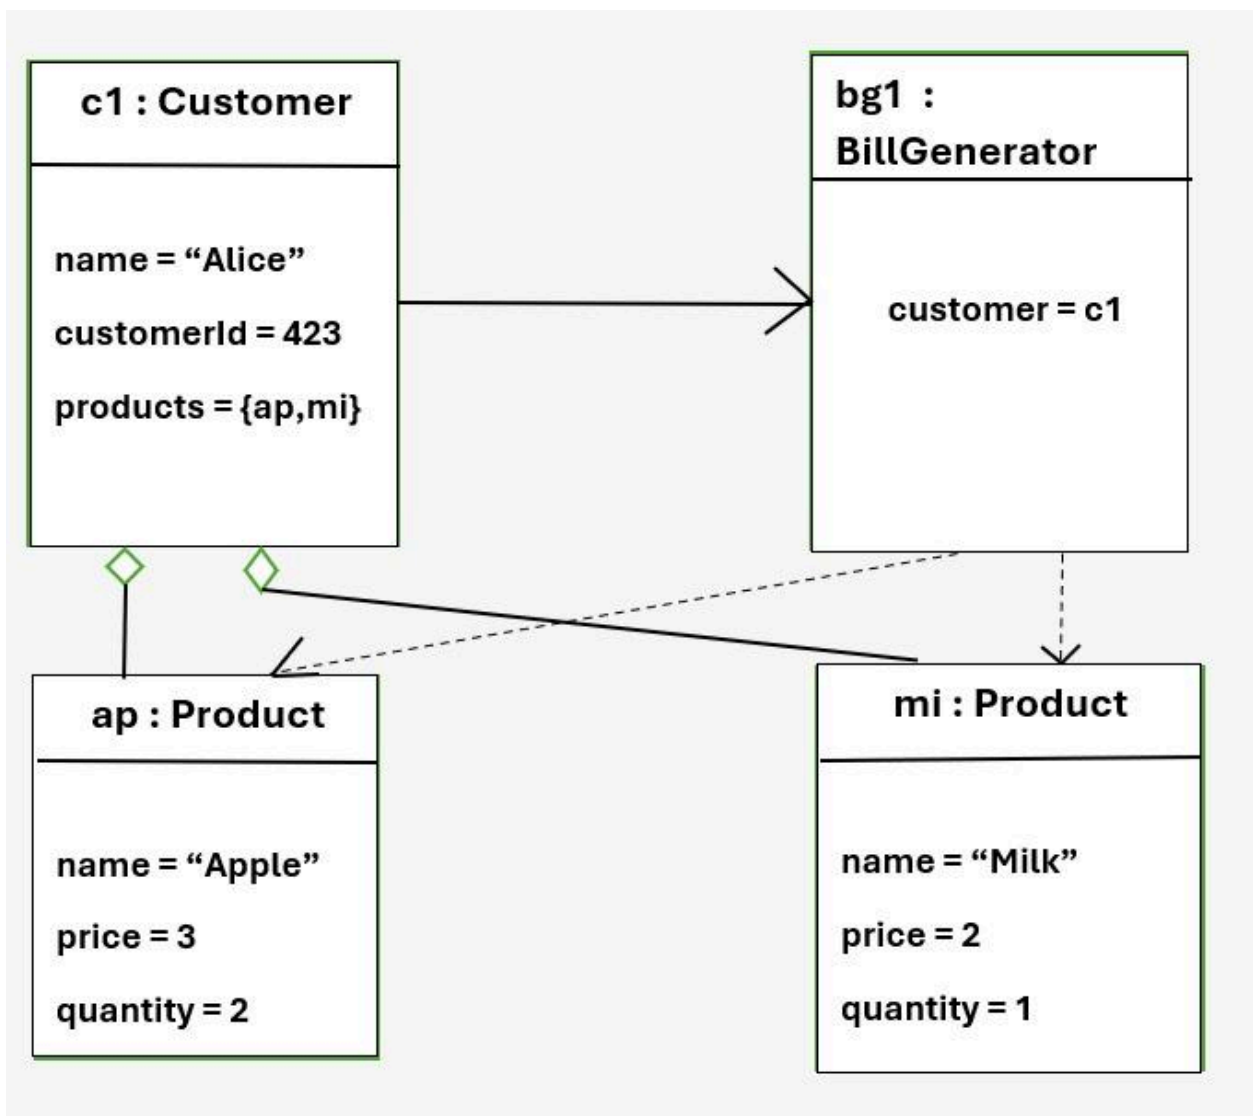 c1 : Customer
name = “Alice”
customerId = 423
products = {ap,mi}
bg1 :
BillGenerator
customer = c1
ap : Product
name = “Apple”
price = 3
quantity = 2
mi : Product
name = “Milk”
price = 2
quantity = 1